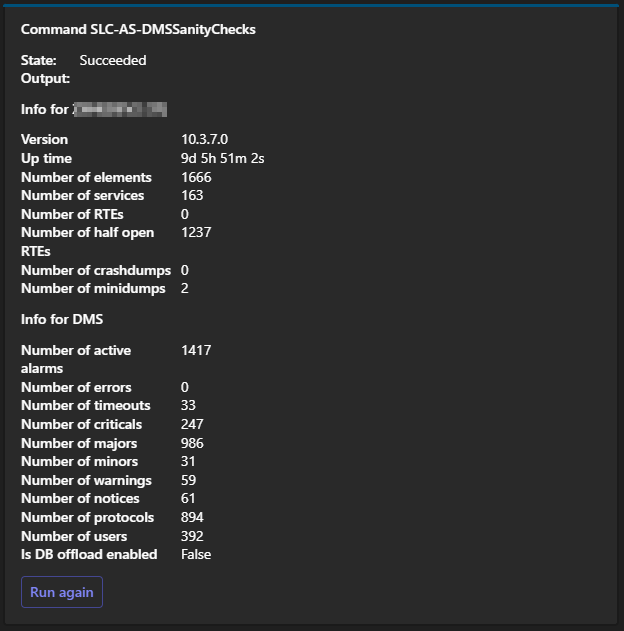 Command SLC-AS-DMSSanityChecks
State: Succeeded
Output:
Info for
Version 10.3.7.0
Up time 9d 5h 51m 2s
Number of elements 1666
Number of services 163
Number of RTEs 0
Number of half open 1237
RTEs
Number of crashdumps 0
Number of minidumps 2
Info for DMS
Number of active 1417
alarms
Number of errors 0
Number of timeouts 33
Number of criticals 247
Number of majors 986
Number of minors 31
Number of warnings 59
Number of notices 61
Number of protocols 894
Number of users 392
Is DB offload enabled False
Run again